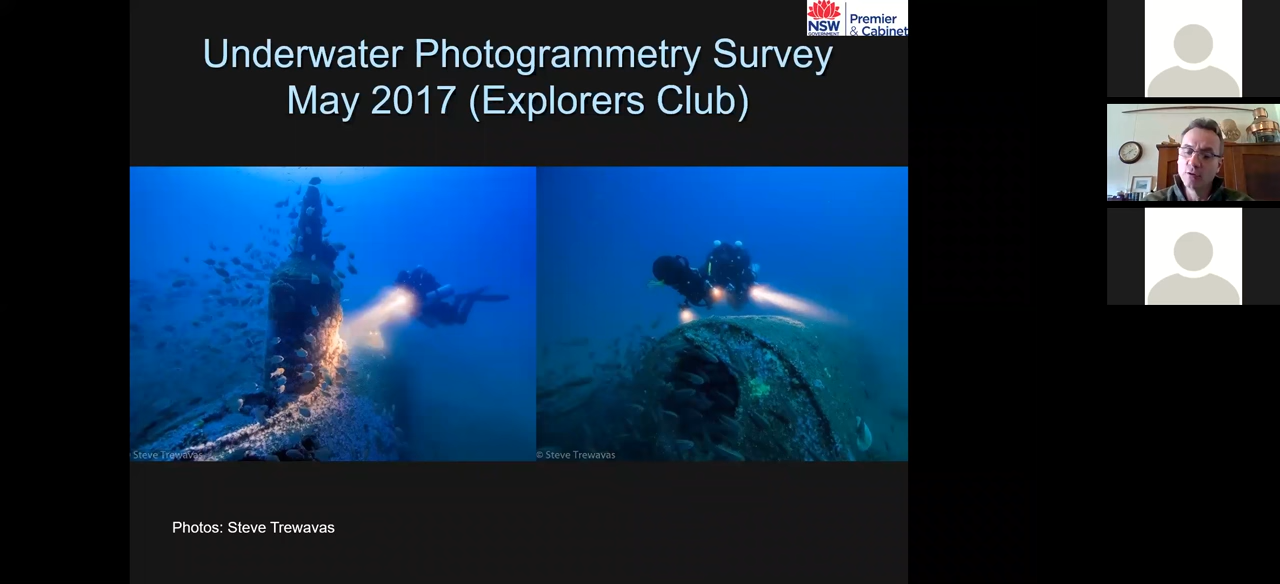 NSW
GOVERNMENT
Premier
& Cabinet
Underwater Photogrammetry Survey
May 2017 (Explorers Club)
Steve Trewavas
© Steve Trewavas
Photos: Steve Trewavas